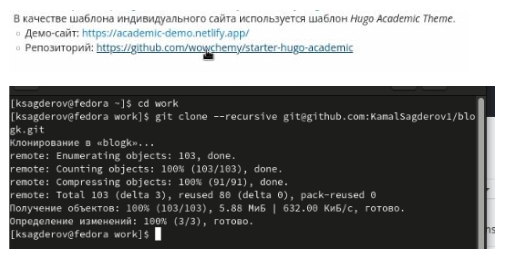 В качестве шаблона индивидуального сайта используется шаблон Hugo Academic Theme.
Демо-сайт: https://academic-demo.netlify.app/
Репозиторий: https://github.com/wowchemy/starter-hugo-academic
[ksagderov@fedora ~]$ cd work
[ksagderov@fedora work]$ git clone --recursive git@github.com:KamalSagderov1/blo
gk.git
Клонирование в «blogk»...
remote: Enumerating objects: 103, done.
remote: Counting objects: 100% (103/103), done.
remote: Compressing objects: 100% (91/91), done.
remote: Total 103 (delta 3), reused 80 (delta 0), pack-reused 0
Получение объектов: 100% (103/103), 5.88 МиБ | 632.00 КиБ/с, готово.
Определение изменений: 100% (3/3), готово.
[ksagderov@fedora work]$